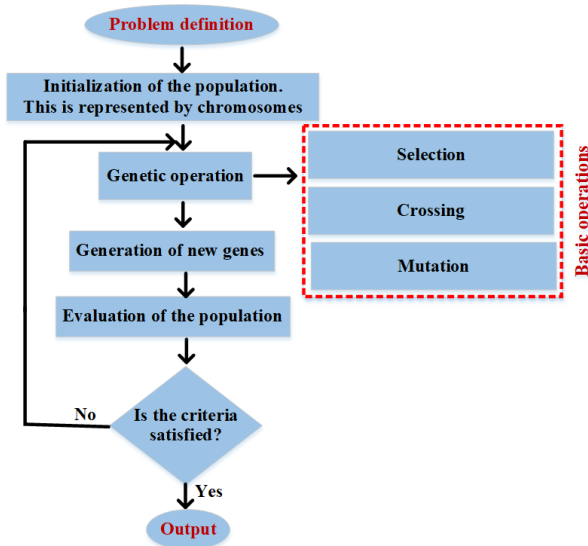 Problem definition
Initialization of the population.
This is represented by chromosomes
Genetic operation
Selection
Crossing
Mutation
Basic operations
Generation of new genes
Evaluation of the population
Is the criteria
satisfied?
No
Yes
Output